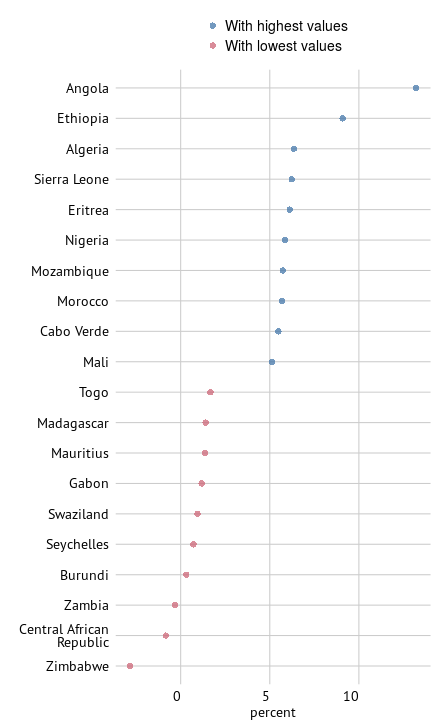 With highest values
With lowest values
Angola
Ethiopia
Algeria
Sierra Leone
Eritrea
Nigeria
Mozambique
Morocco
Cabo Verde
Mali
Togo
Madagascar
Mauritius
Gabon
Swaziland
Seychelles
Burundi
Zambia
Central African
Republic
Zimbabwe
0 5 10
percent